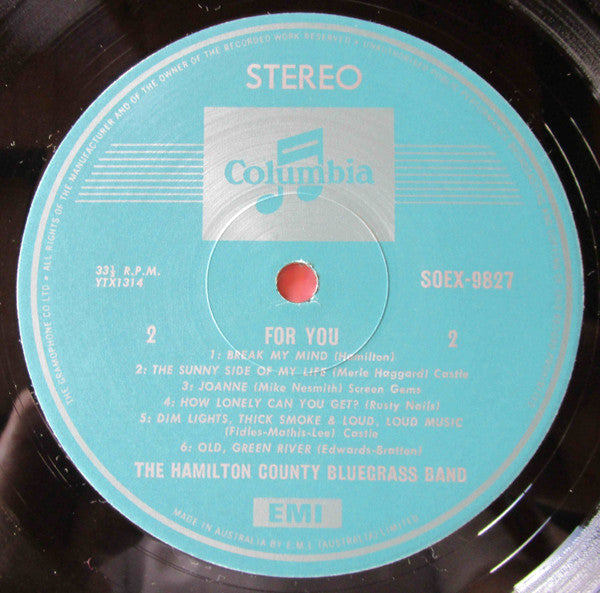 THE GRAMOPHONE CO LTD • ALL RIGHTS OF THE MANUFACTURER AND OF THE OWNER OF THE RECORDED WORK RESERVED •
STEREO
Columbia
33⅓ R.P.M.
YTX1314
SOEX-9827
2 FOR YOU 2
1: BREAK MY MIND (Hamilton)
2: THE SUNNY SIDE OF MY LIFE (Merle Haggard) Castle
3: JOANNE (Mike Nesmith) Screen Gems
4: HOW LONELY CAN YOU GET? (Rusty Nails)
5: DIM LIGHTS, THICK SMOKE & LOUD, LOUD MUSIC
(Fidles-Mathis-Lee) Castle
6: OLD, GREEN RIVER (Edwards-Bratton)
THE HAMILTON COUNTY BLUEGRASS BAND
EMI
MADE IN AUSTRALIA BY E.M.I. (AUSTRALIA) LIMITED